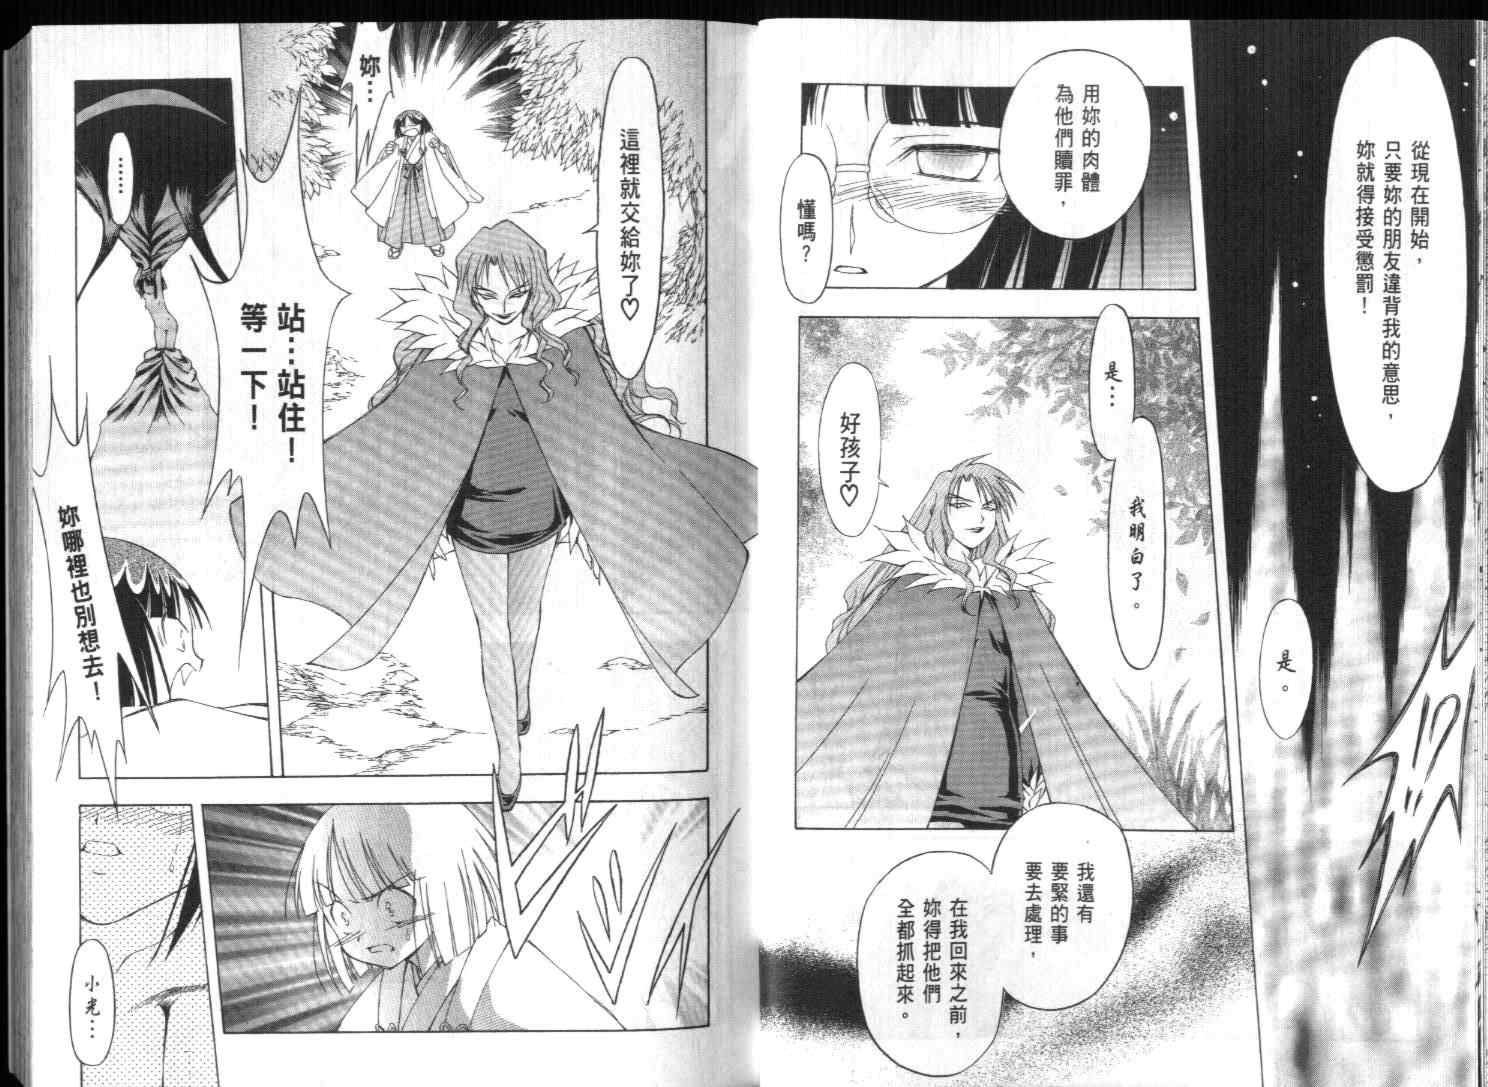 從現在開始，
只要妳的朋友違背我的意思，
妳就得接受懲罰！
是。
!?
用妳的肉體
為他們贖罪，
懂嗎？
是…
我明白了。
好孩子♡
我還有
要緊的事
要去處理，
在我回來之前，
妳得把他們
全都抓起來。
這裡就交給妳了♡
妳…
站…站住！
等一下！
……
妳哪裡也別想去！
小光…